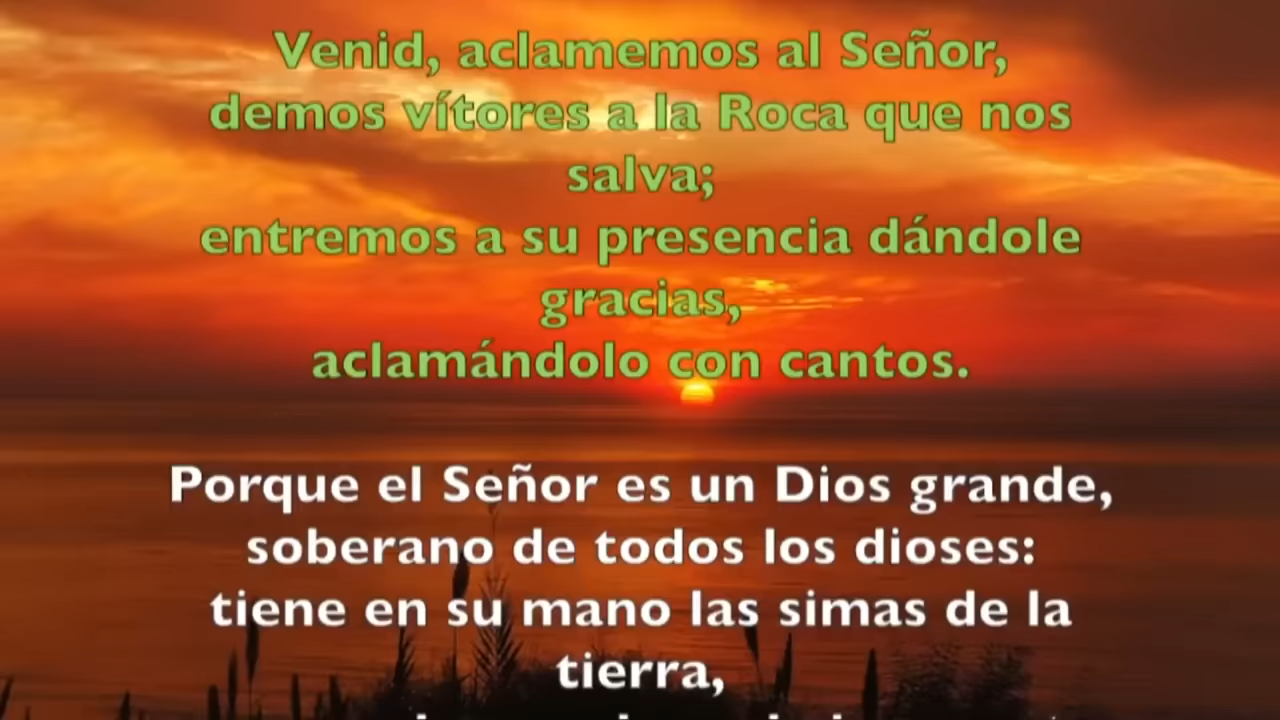 Venid, aclamemos al Señor,
demos vítores a la Roca que nos
salva;
entremos a su presencia dándole
gracias,
aclamándolo con cantos.
Porque el Señor es un Dios grande,
soberano de todos los dioses:
tiene en su mano las simas de la
tierra,